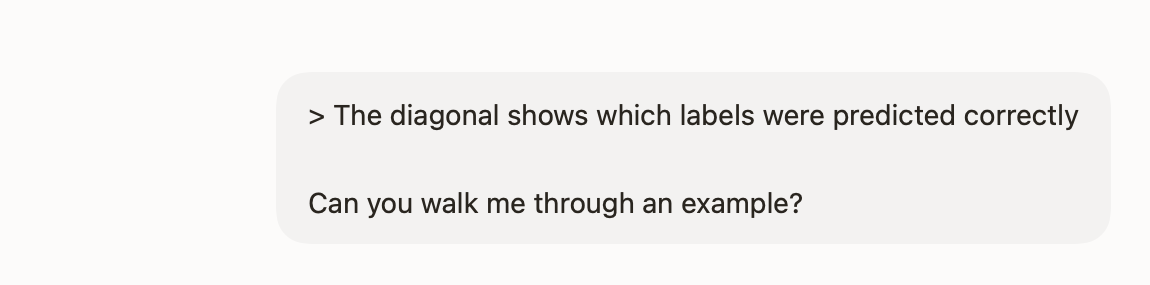 > The diagonal shows which labels were predicted correctly
Can you walk me through an example?